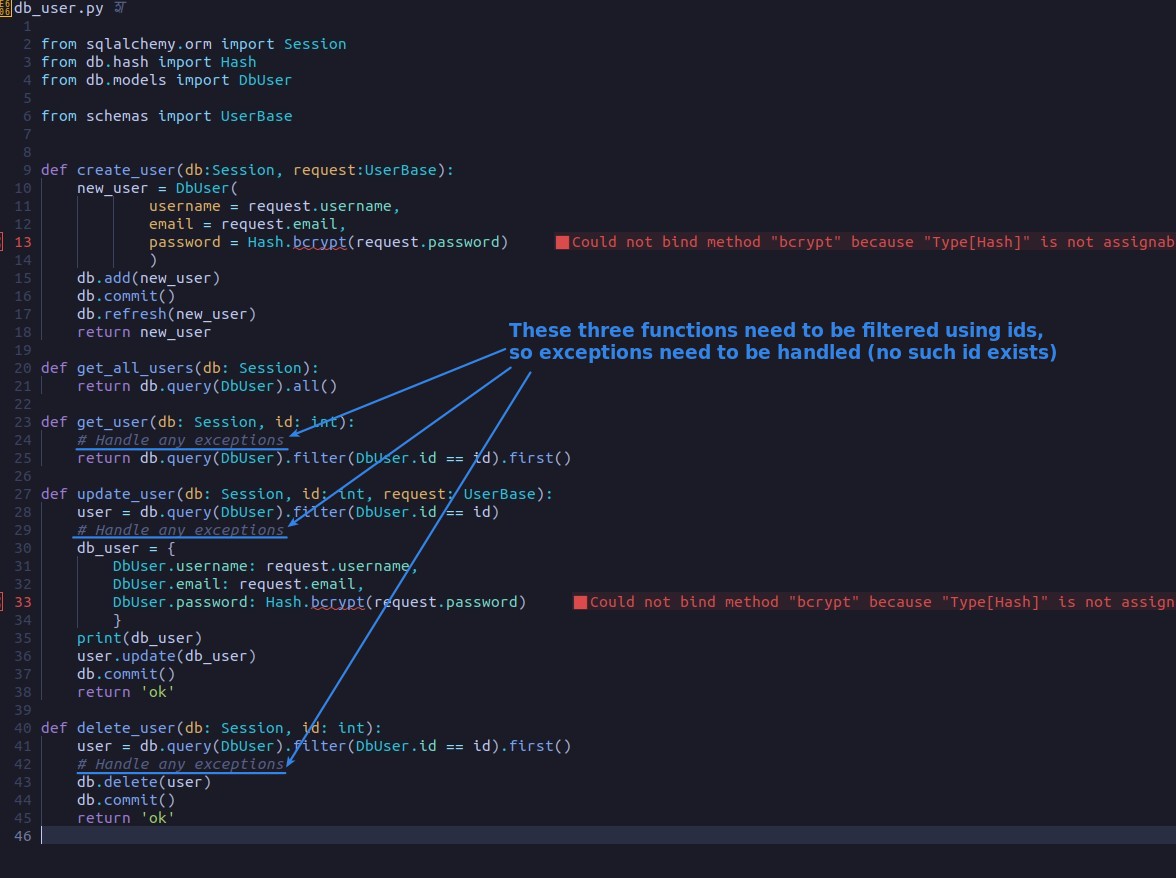 db_user.py
1
2 from sqlalchemy.orm import Session
3 from db.hash import Hash
4 from db.models import DbUser
5
6 from schemas import UserBase
7
8
9 def create_user(db:Session, request:UserBase):
10     new_user = DbUser(
11             username = request.username,
12             email = request.email,
13             password = Hash.bcrypt(request.password)     Could not bind method "bcrypt" because "Type[Hash]" is not assignab
14             )
15     db.add(new_user)
16     db.commit()
17     db.refresh(new_user)
18     return new_user
These three functions need to be filtered using ids,
so exceptions need to be handled (no such id exists)
19
20 def get_all_users(db: Session):
21     return db.query(DbUser).all()
22
23 def get_user(db: Session, id: int):
24     # Handle any exceptions
25     return db.query(DbUser).filter(DbUser.id == id).first()
26
27 def update_user(db: Session, id: int, request: UserBase):
28     user = db.query(DbUser).filter(DbUser.id == id)
29     # Handle any exceptions
30     db_user = {
31         DbUser.username: request.username,
32         DbUser.email: request.email,
33         DbUser.password: Hash.bcrypt(request.password)     Could not bind method "bcrypt" because "Type[Hash]" is not assign
34         }
35     print(db_user)
36     user.update(db_user)
37     db.commit()
38     return 'ok'
39
40 def delete_user(db: Session, id: int):
41     user = db.query(DbUser).filter(DbUser.id == id).first()
42     # Handle any exceptions
43     db.delete(user)
44     db.commit()
45     return 'ok'
46